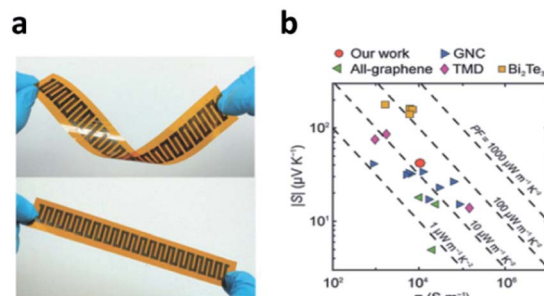 a
b
Our work
GNC
All-graphene
TMD
Bi₂Te₃
|S| (μV K⁻¹)
10²
10¹
PF = 1000 μW m⁻¹ K⁻²
100 μW m⁻¹ K⁻²
10 μW m⁻¹ K⁻²
1 μW m⁻¹ K⁻²
10²
10⁴
10⁶